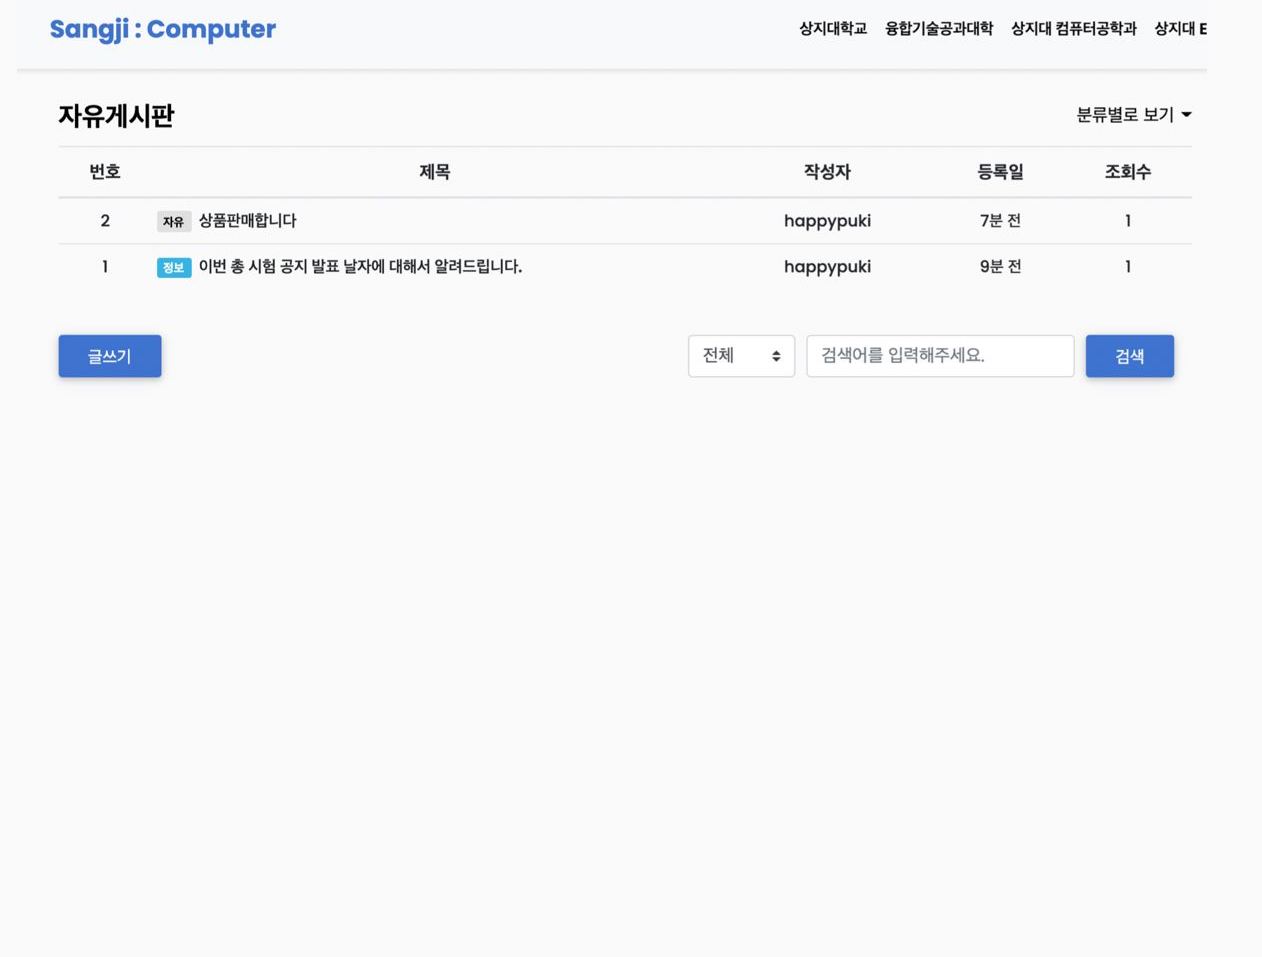 Sangji : Computer 상지대학교 융합기술공과대학 상지대 컴퓨터공학과 상지대 E
자유게시판 분류별로 보기
번호 제목 작성자 등록일 조회수
2 자유 상품판매합니다 happypuki 7분 전 1
1 정보 이번 총 시험 공지 발표 날자에 대해서 알려드립니다. happypuki 9분 전 1
글쓰기 전체 검색어를 입력해주세요. 검색